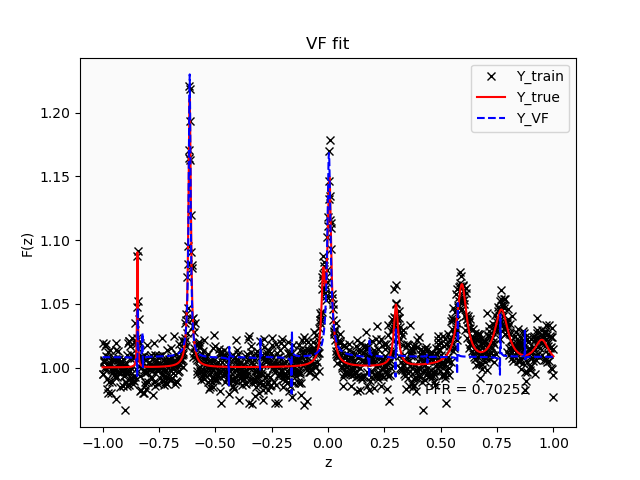 VF fit
Y_train
Y_true
Y_VF
1.20
1.15
1.10
1.05
1.00
F(z)
PFR = 0.70252
−1.00 −0.75 −0.50 −0.25 0.00 0.25 0.50 0.75 1.00
z